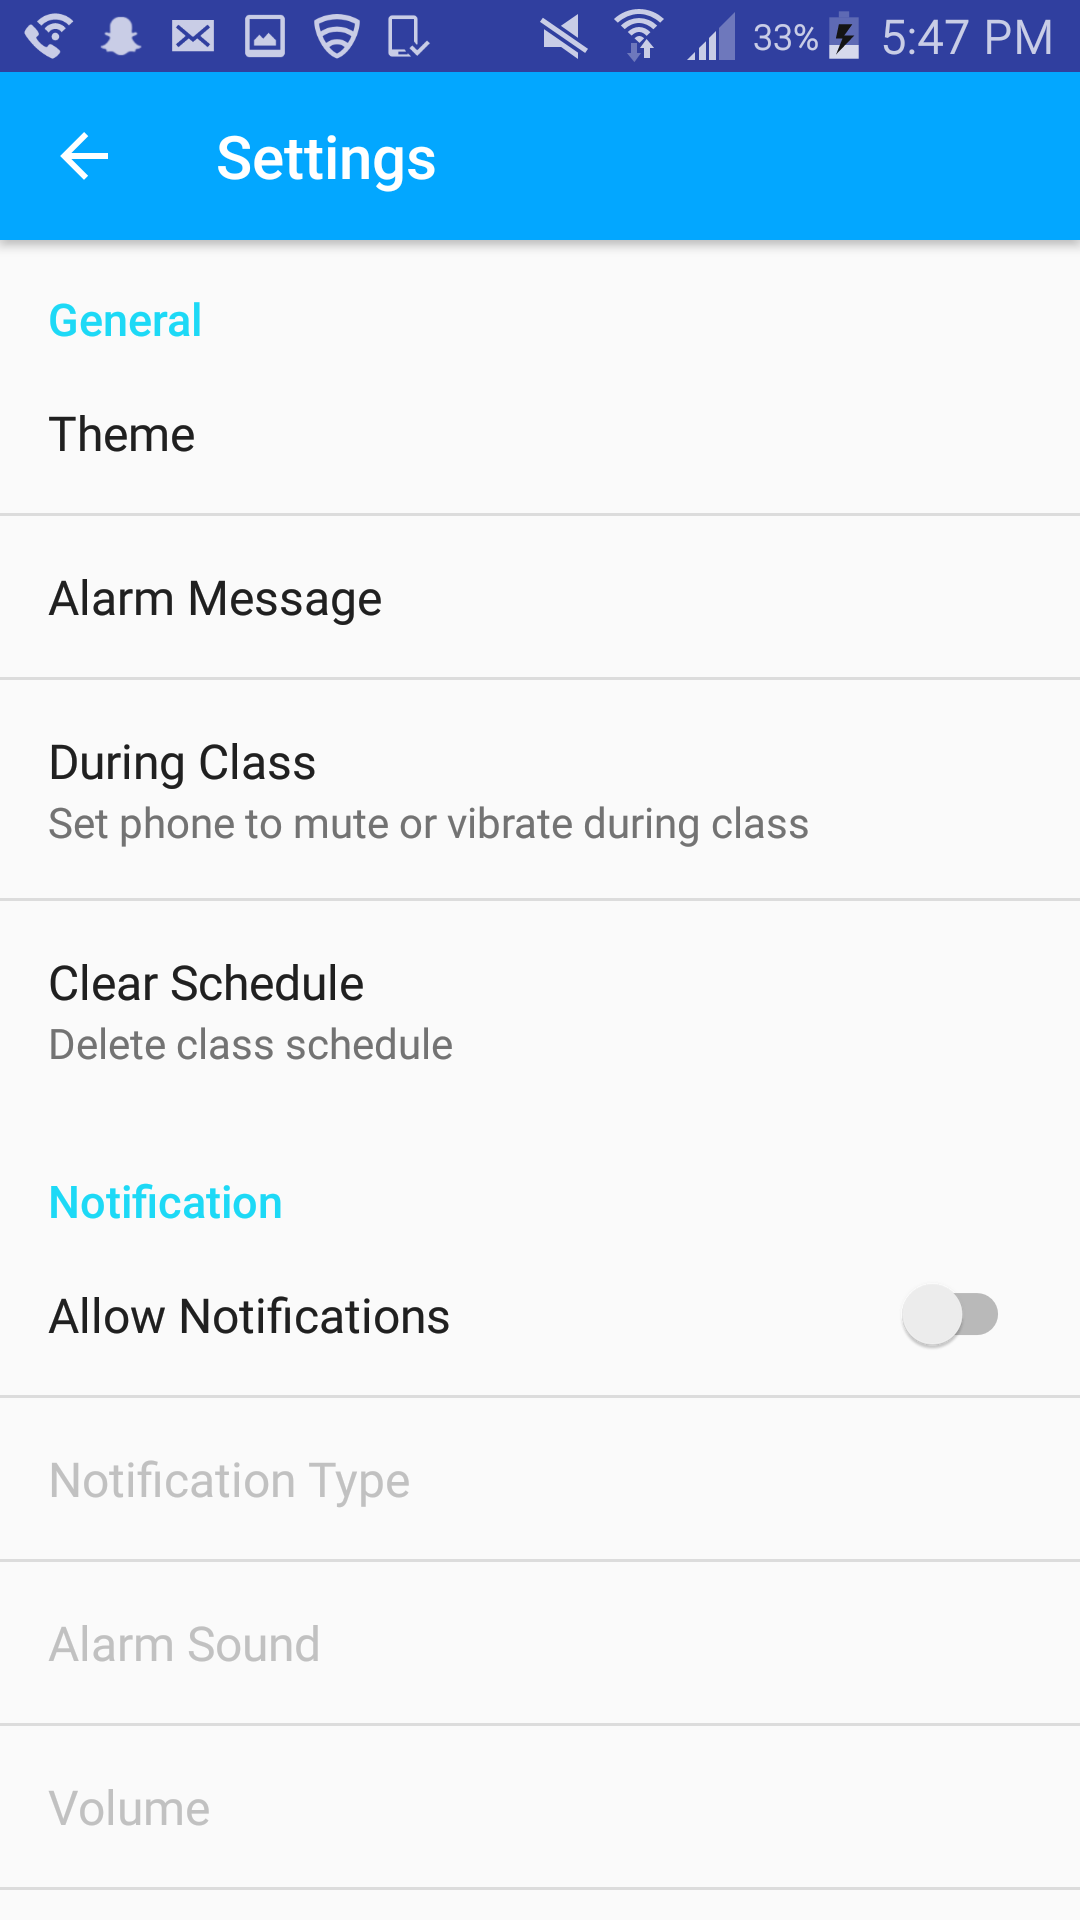 33% 5:47 PM
Settings
General
Theme
Alarm Message
During Class
Set phone to mute or vibrate during class
Clear Schedule
Delete class schedule
Notification
Allow Notifications
Notification Type
Alarm Sound
Volume